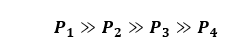 P₁ ≫ P₂ ≫ P₃ ≫ P₄